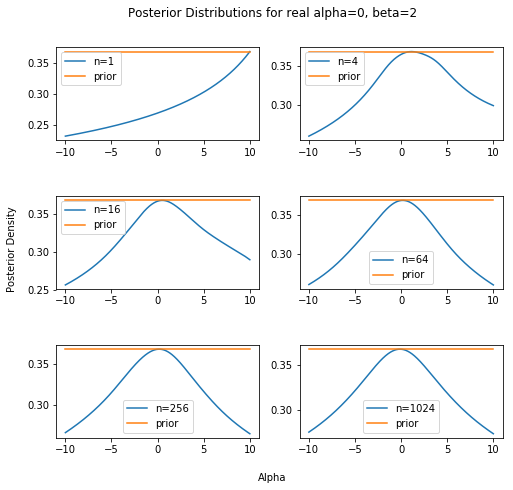 Posterior Distributions for real alpha=0, beta=2
0.35
0.30
0.25
n=1
prior
−10
−5
0
5
10
0.35
0.30
n=4
prior
−10
−5
0
5
10
Posterior Density
0.35
0.30
0.25
n=16
prior
−10
−5
0
5
10
0.35
0.30
n=64
prior
−10
−5
0
5
10
0.35
0.30
n=256
prior
−10
−5
0
5
10
0.35
0.30
n=1024
prior
−10
−5
0
5
10
Alpha